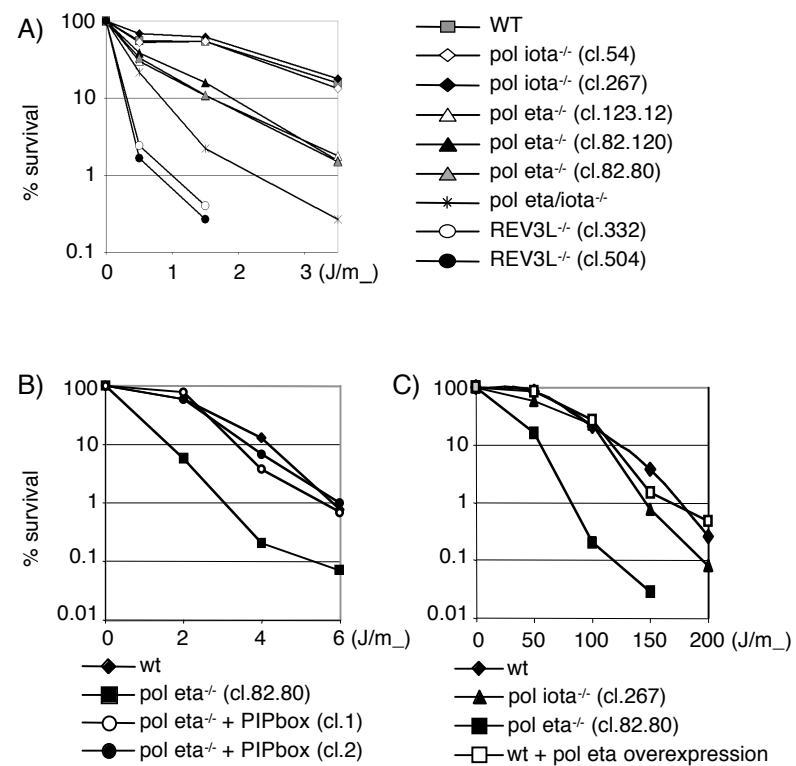 A)
% survival
100
10
1
0.1
0 1 2 3 (J/m_)
WT
pol iota-/- (cl.54)
pol iota-/- (cl.267)
pol eta-/- (cl.123.12)
pol eta-/- (cl.82.120)
pol eta-/- (cl.82.80)
pol eta/iota-/-
REV3L-/- (cl.332)
REV3L-/- (cl.504)
B)
% survival
100
10
1
0.1
0.01
0 2 4 6 (J/m_)
wt
pol eta-/- (cl.82.80)
pol eta-/- + PIPbox (cl.1)
pol eta-/- + PIPbox (cl.2)
C)
100
10
1
0.1
0.01
0 50 100 150 200 (J/m_)
wt
pol iota-/- (cl.267)
pol eta-/- (cl.82.80)
wt + pol eta overexpression